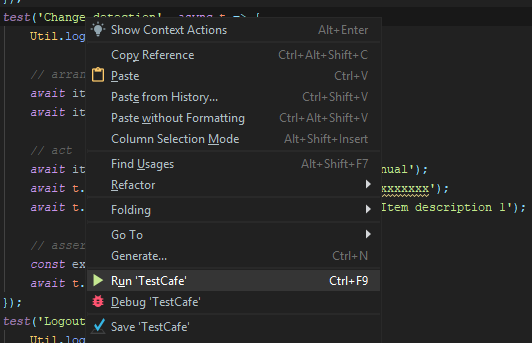 });
test('Change detection', async t => {
Util.log
// arran
await it
await it
// act
await it
nual');
await t.
xxxxxxx');
await t.
Item description 1');
// asser
const ex
await t.
});
test('Logout
Util.log
Show Context Actions Alt+Enter
Copy Reference Ctrl+Alt+Shift+C
Paste Ctrl+V
Paste from History... Ctrl+Shift+V
Paste without Formatting Ctrl+Alt+Shift+V
Column Selection Mode Alt+Shift+Insert
Find Usages Alt+Shift+F7
Refactor
Folding
Go To
Generate... Ctrl+N
Run 'TestCafe' Ctrl+F9
Debug 'TestCafe'
Save 'TestCafe'